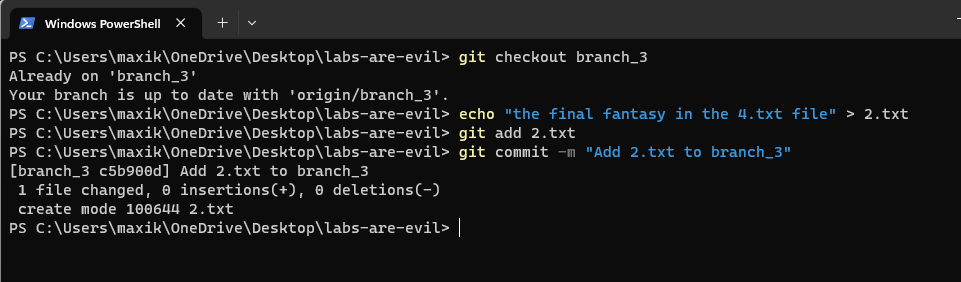 Windows PowerShell
PS C:\Users\maxik\OneDrive\Desktop\labs-are-evil> git checkout branch_3
Already on 'branch_3'
Your branch is up to date with 'origin/branch_3'.
PS C:\Users\maxik\OneDrive\Desktop\labs-are-evil> echo "the final fantasy in the 4.txt file" > 2.txt
PS C:\Users\maxik\OneDrive\Desktop\labs-are-evil> git add 2.txt
PS C:\Users\maxik\OneDrive\Desktop\labs-are-evil> git commit -m "Add 2.txt to branch_3"
[branch_3 c5b900d] Add 2.txt to branch_3
 1 file changed, 0 insertions(+), 0 deletions(-)
 create mode 100644 2.txt
PS C:\Users\maxik\OneDrive\Desktop\labs-are-evil>